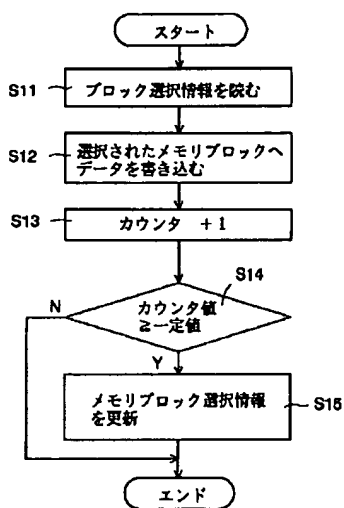 スタート
S11
ブロック選択情報を読む
S12
選択されたメモリブロックへ
データを書き込む
S13
カウンタ +1
S14
カウンタ値
≧一定値
N
Y
メモリブロック選択情報
を更新
S15
エンド